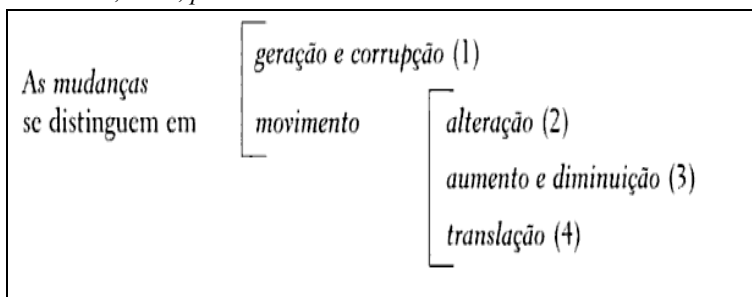 As mudanças
se distinguem em
geração e corrupção (1)
movimento
alteração (2)
aumento e diminuição (3)
translação (4)